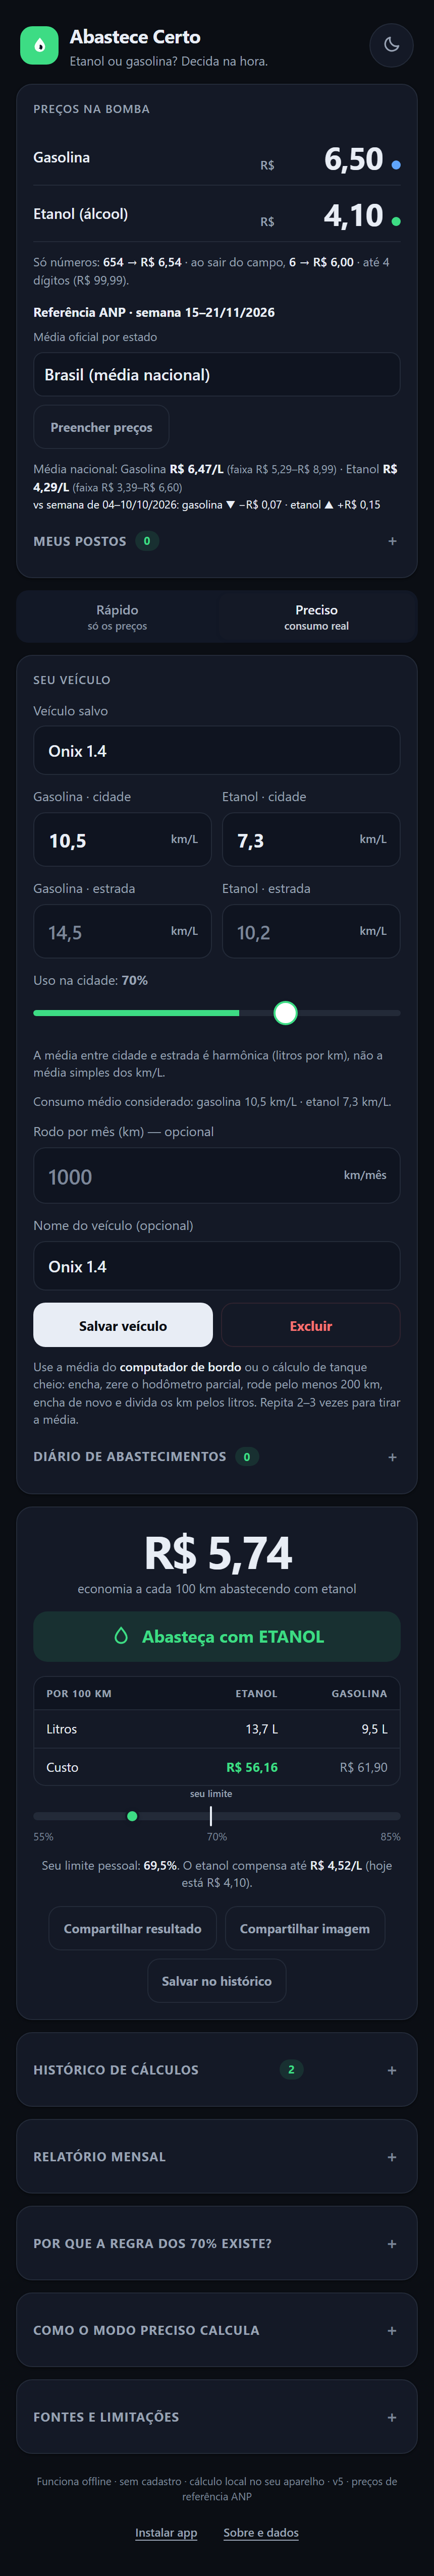 Abastece Certo
Etanol ou gasolina? Decida na hora.
PREÇOS NA BOMBA
Gasolina R$ 6,50
Etanol (álcool) R$ 4,10
Só números: 654 → R$ 6,54 · ao sair do campo, 6 → R$ 6,00 · até 4
dígitos (R$ 99,99).
Referência ANP · semana 15–21/11/2026
Média oficial por estado
Brasil (média nacional)
Preencher preços
Média nacional: Gasolina R$ 6,47/L (faixa R$ 5,29–R$ 8,99) · Etanol R$
4,29/L (faixa R$ 3,39–R$ 6,60)
vs semana de 04–10/10/2026: gasolina ▼ −R$ 0,07 · etanol ▲ +R$ 0,15
MEUS POSTOS 0 +
Rápido
só os preços
Preciso
consumo real
SEU VEÍCULO
Veículo salvo
Onix 1.4
Gasolina · cidade
10,5 km/L
Etanol · cidade
7,3 km/L
Gasolina · estrada
14,5 km/L
Etanol · estrada
10,2 km/L
Uso na cidade: 70%
A média entre cidade e estrada é harmônica (litros por km), não a
média simples dos km/L.
Consumo médio considerado: gasolina 10,5 km/L · etanol 7,3 km/L.
Rodo por mês (km) — opcional
1000 km/mês
Nome do veículo (opcional)
Onix 1.4
Salvar veículo
Excluir
Use a média do computador de bordo ou o cálculo de tanque
cheio: encha, zere o hodômetro parcial, rode pelo menos 200 km,
encha de novo e divida os km pelos litros. Repita 2–3 vezes para tirar
a média.
DIÁRIO DE ABASTECIMENTOS 0 +
R$ 5,74
economia a cada 100 km abastecendo com etanol
Abasteça com ETANOL
POR 100 KM ETANOL GASOLINA
Litros 13,7 L 9,5 L
Custo R$ 56,16 R$ 61,90
seu limite
55% 70% 85%
Seu limite pessoal: 69,5%. O etanol compensa até R$ 4,52/L (hoje
está R$ 4,10).
Compartilhar resultado
Compartilhar imagem
Salvar no histórico
HISTÓRICO DE CÁLCULOS 2 +
RELATÓRIO MENSAL +
POR QUE A REGRA DOS 70% EXISTE? +
COMO O MODO PRECISO CALCULA +
FONTES E LIMITAÇÕES +
Funciona offline · sem cadastro · cálculo local no seu aparelho · v5 · preços de
referência ANP
Instalar app
Sobre e dados